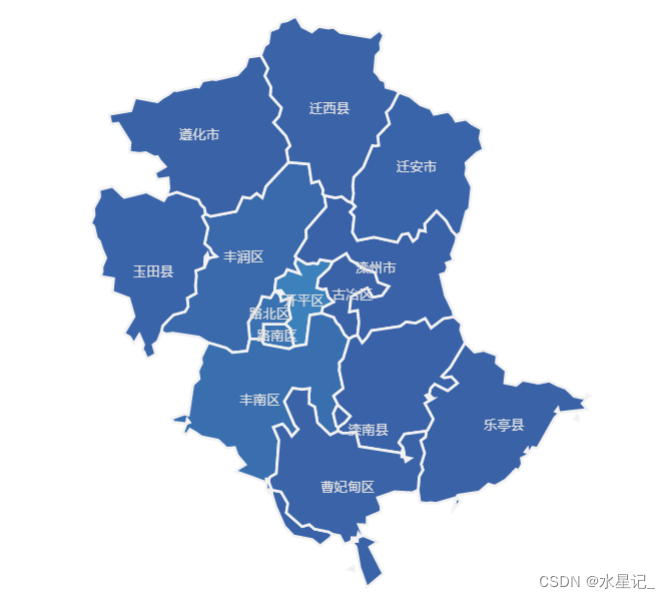 迁西县
遵化市
迁安市
丰润区
滦州市
玉田县
古冶区
开平区
路北区
路南区
丰南区
乐亭县
滦南县
曹妃甸区
CSDN @水星记_